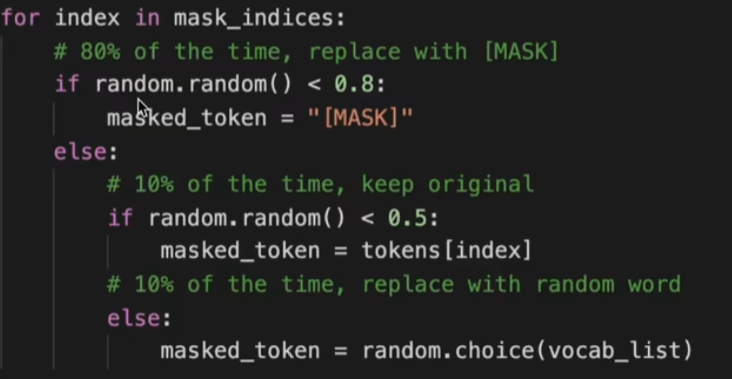 for index in mask_indices:
    # 80% of the time, replace with [MASK]
    if random.random() < 0.8:
        masked_token = "[MASK]"
    else:
        # 10% of the time, keep original
        if random.random() < 0.5:
            masked_token = tokens[index]
        # 10% of the time, replace with random word
        else:
            masked_token = random.choice(vocab_list)